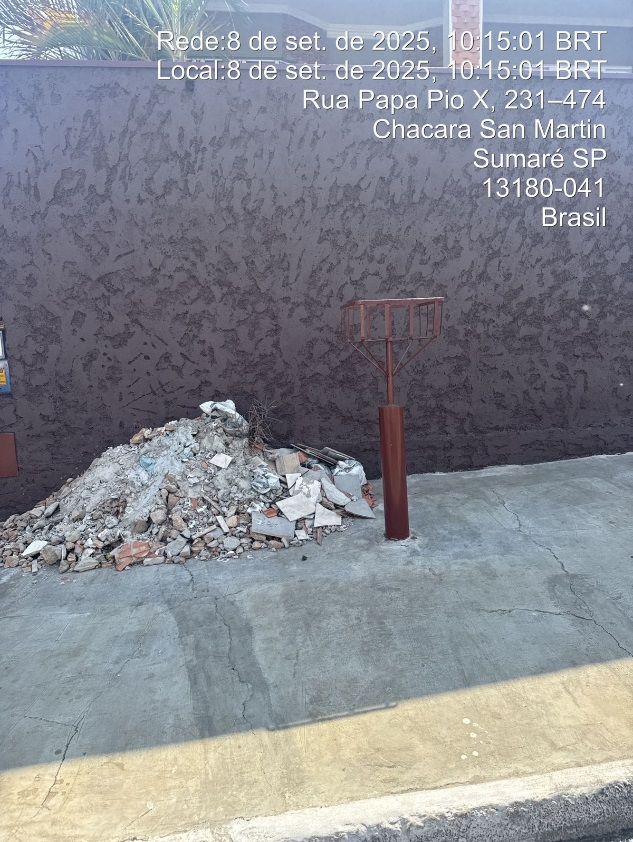 Rede:8 de set. de 2025, 10:15:01 BRT
Local:8 de set. de 2025, 10:15:01 BRT
Rua Papa Pio X, 231–474
Chacara San Martin
Sumaré SP
13180-041
Brasil